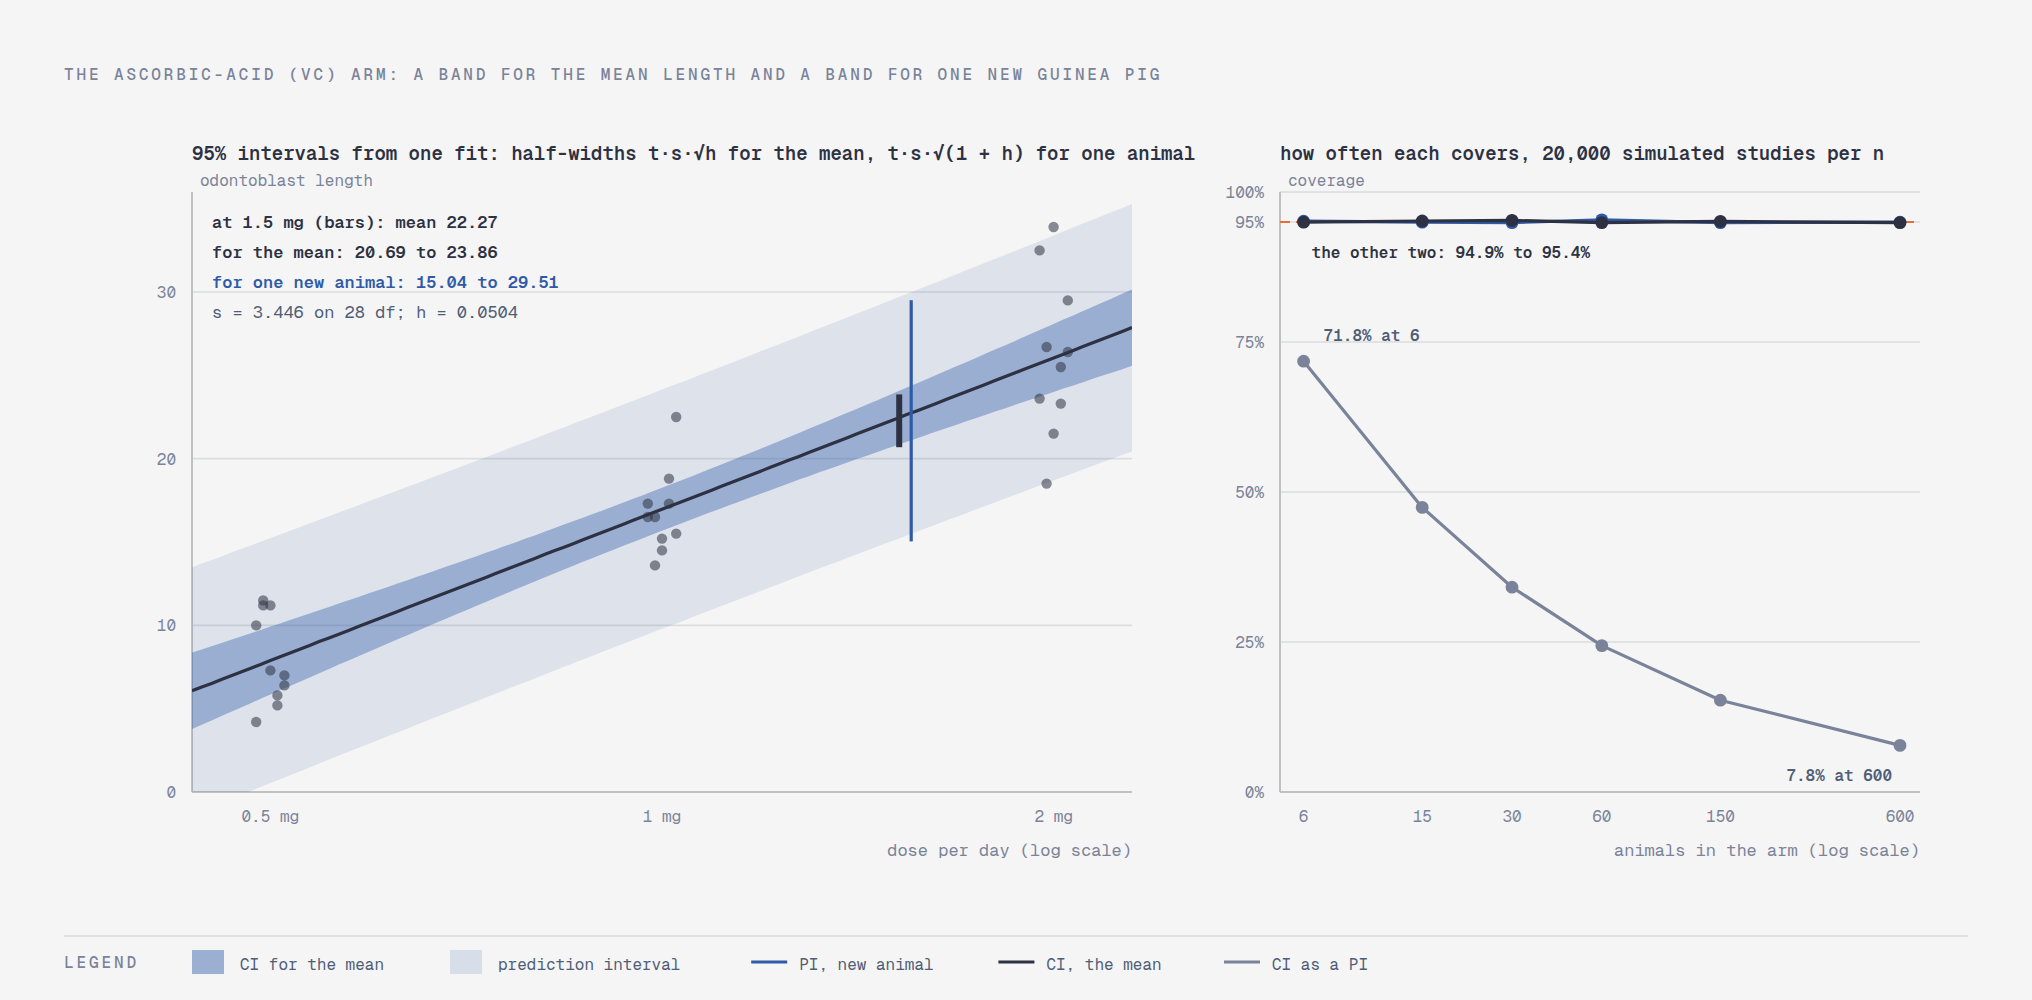 THE ASCORBIC-ACID (VC) ARM: A BAND FOR THE MEAN LENGTH AND A BAND FOR ONE NEW GUINEA PIG
95% intervals from one fit: half-widths t·s·√h for the mean, t·s·√(1 + h) for one animal
odontoblast length
at 1.5 mg (bars): mean 22.27
for the mean: 20.69 to 23.86
for one new animal: 15.04 to 29.51
s = 3.446 on 28 df; h = 0.0504
30
20
10
0
0.5 mg
1 mg
2 mg
dose per day (log scale)
how often each covers, 20,000 simulated studies per n
coverage
100%
95%
the other two: 94.9% to 95.4%
71.8% at 6
75%
50%
25%
7.8% at 600
0%
6
15
30
60
150
600
animals in the arm (log scale)
LEGEND
CI for the mean
prediction interval
PI, new animal
CI, the mean
CI as a PI